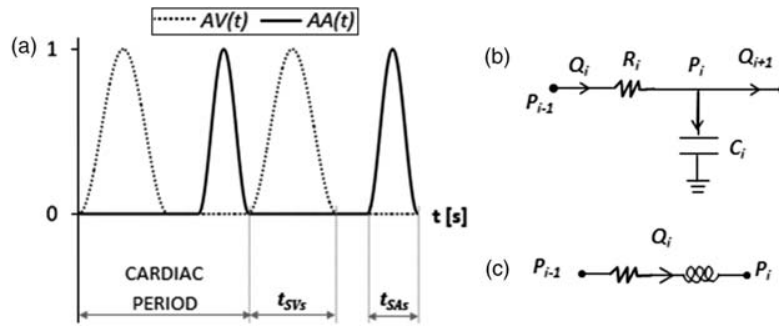 (a)
AV(t) AA(t)
1
0
t [s]
CARDIAC
PERIOD
tSVs
tSAs
(b)
Qi Ri Pi Qi+1
Pi-1
Ci
(c)
Pi-1 Qi Pi